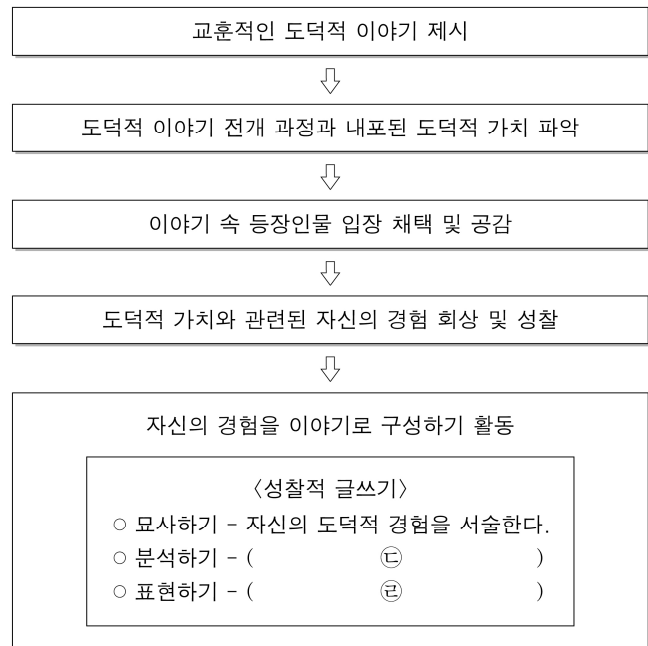 교훈적인 도덕적 이야기 제시
도덕적 이야기 전개 과정과 내포된 도덕적 가치 파악
이야기 속 등장인물 입장 채택 및 공감
도덕적 가치와 관련된 자신의 경험 회상 및 성찰
자신의 경험을 이야기로 구성하기 활동
〈성찰적 글쓰기〉
○ 묘사하기 - 자신의 도덕적 경험을 서술한다.
○ 분석하기 - ( ㉢ )
○ 표현하기 - ( ㉣ )